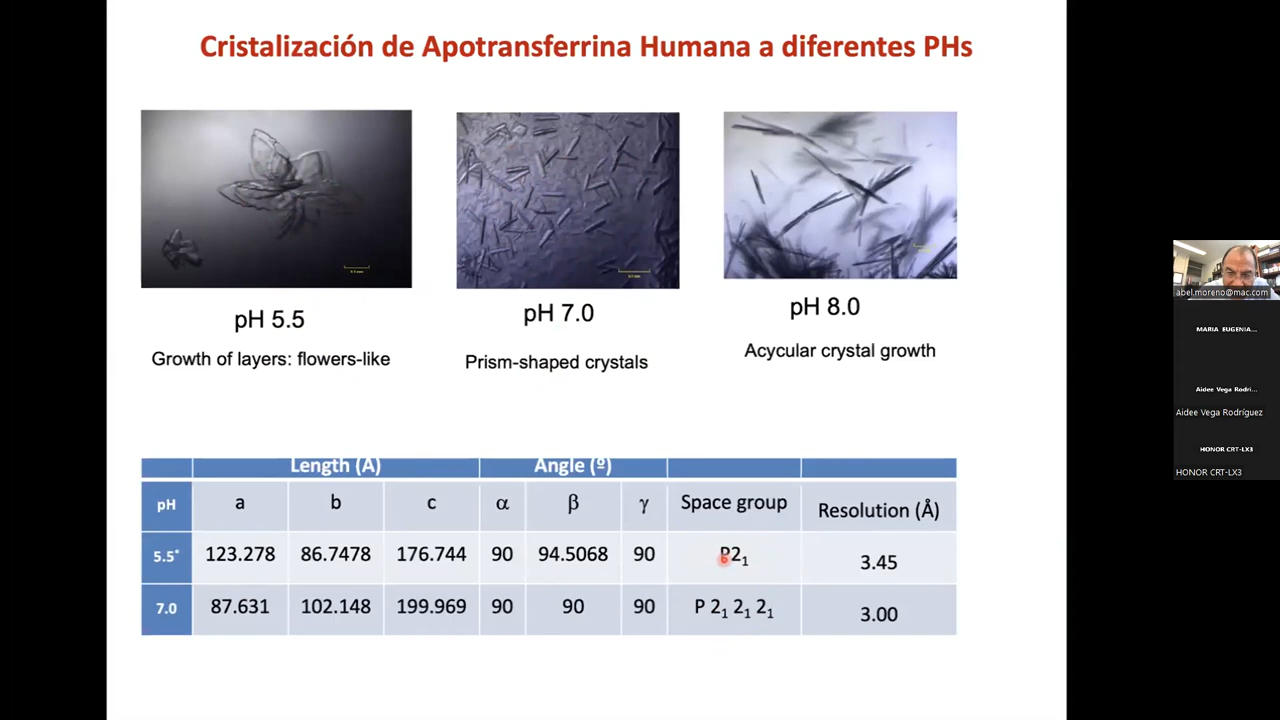 Cristalización de Apotransferrina Humana a diferentes PHs
pH 5.5
Growth of layers: flowers-like
pH 7.0
Prism-shaped crystals
pH 8.0
Acycular crystal growth
Length (Å) Angle (º)
pH a b c α β γ Space group Resolution (Å)
5.5* 123.278 86.7478 176.744 90 94.5068 90 P2₁ 3.45
7.0 87.631 102.148 199.969 90 90 90 P 2₁ 2₁ 2₁ 3.00
abel.moreno@mac.com
MARIA EUGENIA...
Aidee Vega Rodrí...
Aidee Vega Rodríguez
HONOR CRT-LX3
HONOR CRT-LX3